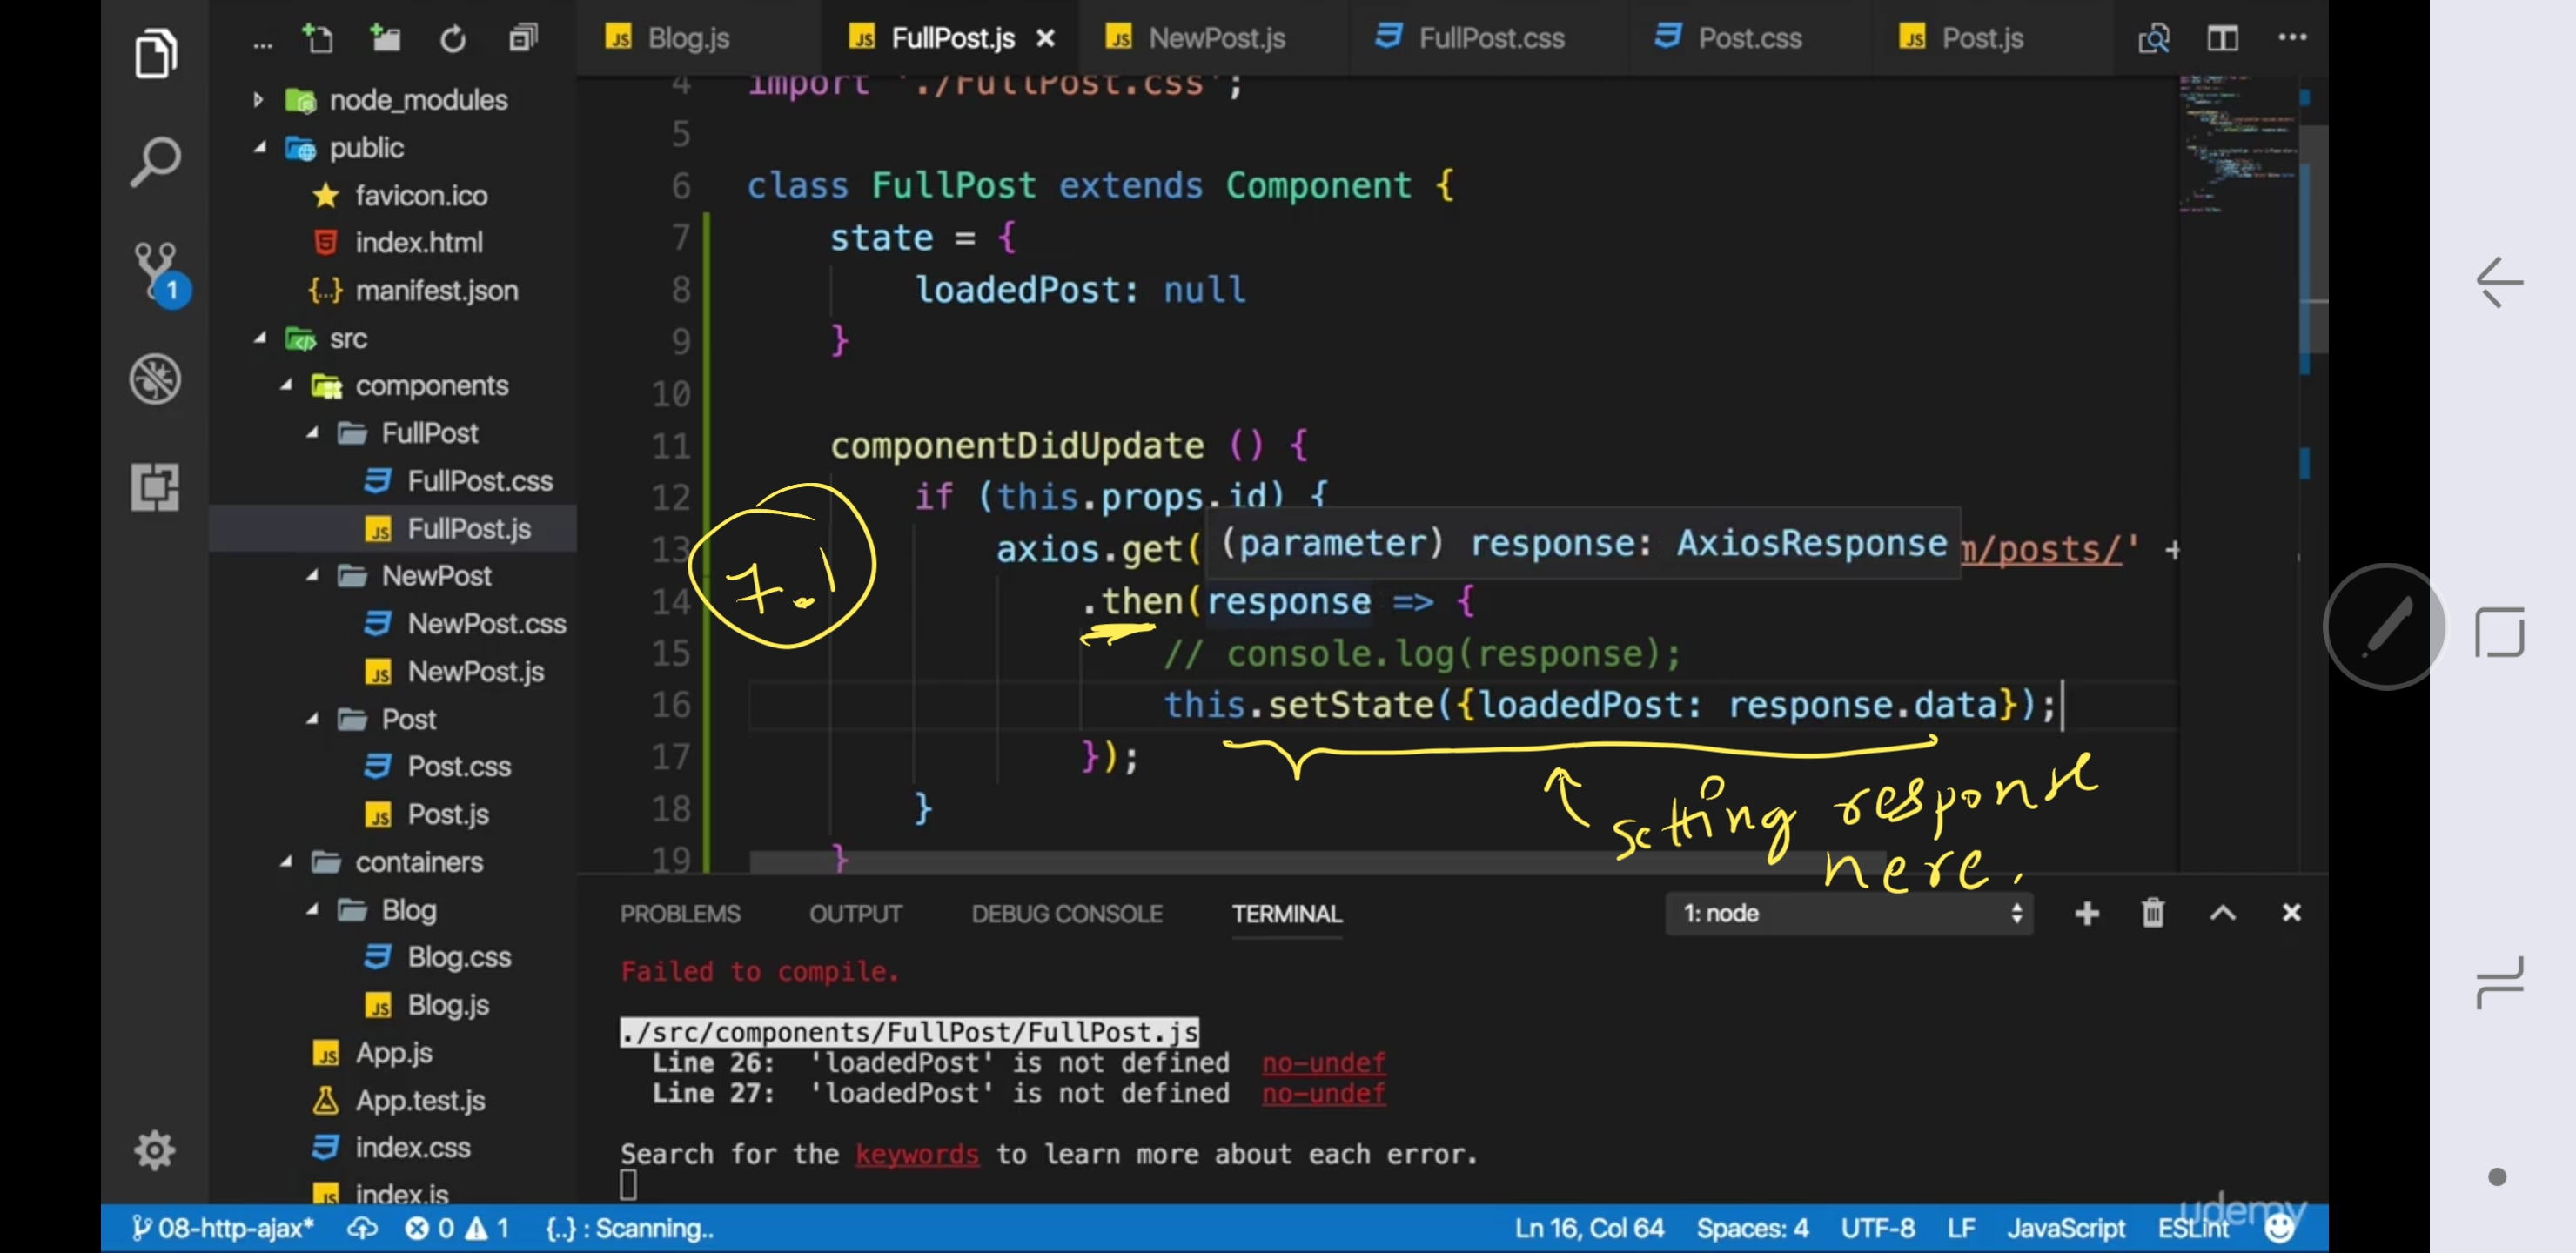 Blog.js
FullPost.js
NewPost.js
FullPost.css
Post.css
Post.js
node_modules
public
favicon.ico
index.html
manifest.json
src
components
FullPost
FullPost.css
FullPost.js
NewPost
NewPost.css
NewPost.js
Post
Post.css
Post.js
containers
Blog
Blog.css
Blog.js
App.js
App.test.js
index.css
index.js
4 import './FullPost.css';
5
6 class FullPost extends Component {
7 state = {
8 loadedPost: null
9 }
10
11 componentDidUpdate () {
12 if (this.props.id) {
(parameter) response: AxiosResponse
13 axios.get( m/posts/' +
14 .then(response => {
15 // console.log(response);
16 this.setState({loadedPost: response.data});
17 });
18 }
19 }
7.1
setting response
here.
PROBLEMS OUTPUT DEBUG CONSOLE TERMINAL 1: node
Failed to compile.
./src/components/FullPost/FullPost.js
Line 26: 'loadedPost' is not defined no-undef
Line 27: 'loadedPost' is not defined no-undef
Search for the keywords to learn more about each error.
1
08-http-ajax* 0 1 {..} : Scanning.. Ln 16, Col 64 Spaces: 4 UTF-8 LF JavaScript ESLint
udemy